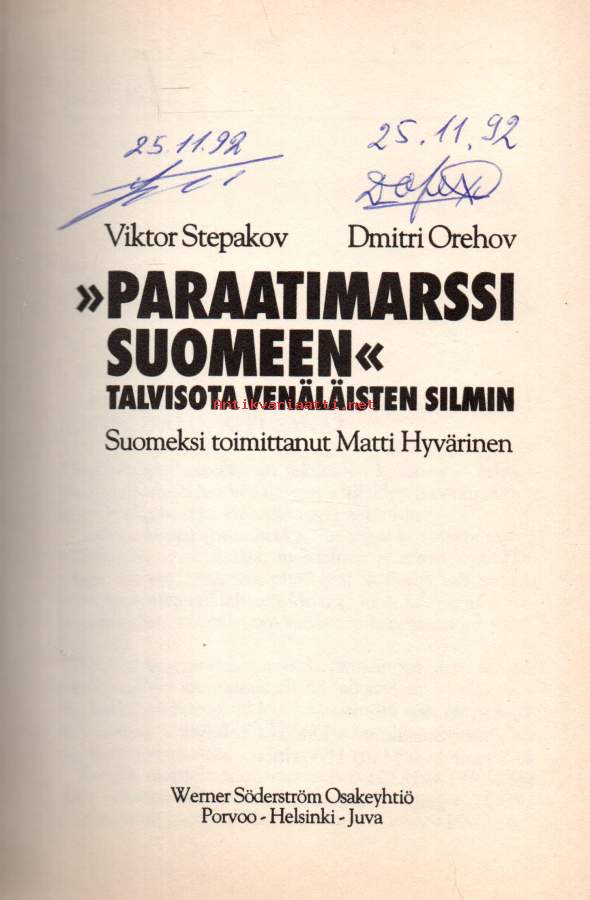 25.11.92 25.11.92
Viktor Stepakov Dmitri Orehov
»PARAATIMARSSI
SUOMEEN«
TALVISOTA VENÄLÄISTEN SILMIN
Antikvariaatti.net
Suomeksi toimittanut Matti Hyvärinen
Werner Söderström Osakeyhtiö
Porvoo - Helsinki - Juva